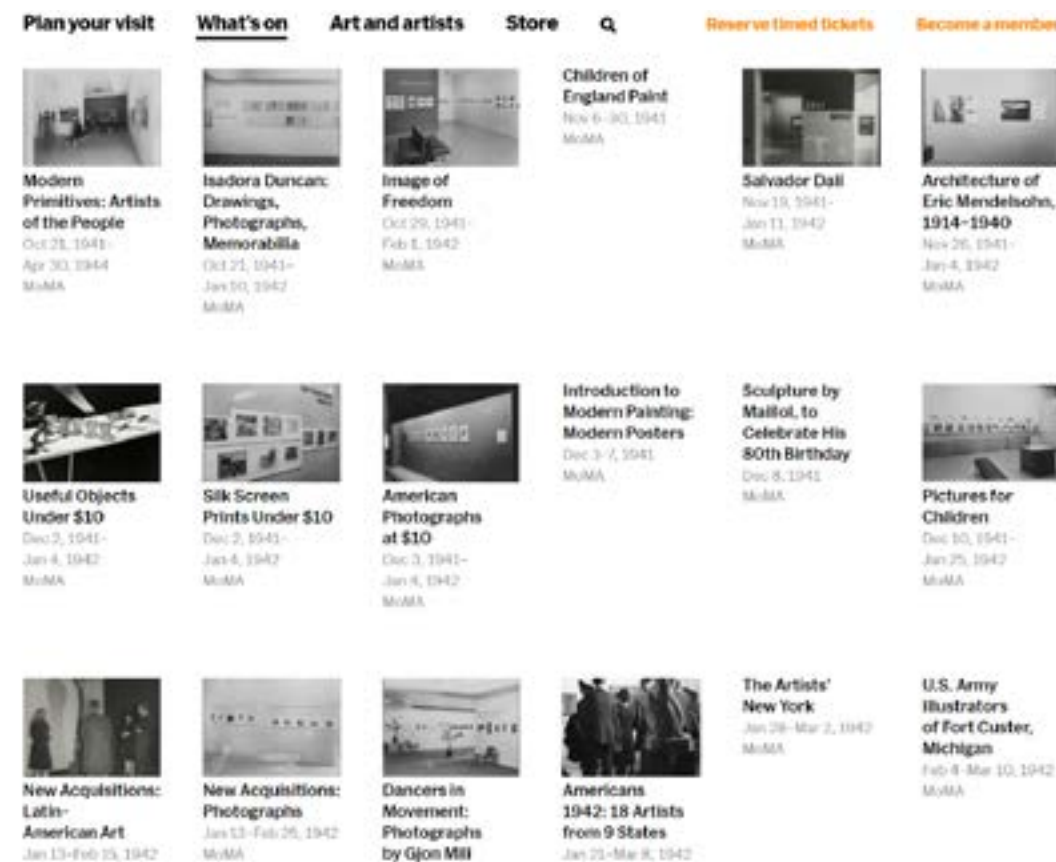 Plan your visit
What's on
Art and artists
Store
Reserve timed tickets
Become a member
Modern
Primitives: Artists
of the People
Oct 21, 1941–
Apr 30, 1944
MoMA
Isadora Duncan:
Drawings,
Photographs,
Memorabilia
Oct 21, 1941–
Jan 10, 1942
MoMA
Image of
Freedom
Oct 29, 1941–
Feb 1, 1942
MoMA
Children of
England Paint
Nov 6–30, 1941
MoMA
Salvador Dalí
Nov 19, 1941–
Jan 11, 1942
MoMA
Architecture of
Eric Mendelsohn,
1914–1940
Nov 26, 1941–
Jan 4, 1942
MoMA
Useful Objects
Under $10
Dec 2, 1941–
Jan 4, 1942
MoMA
Silk Screen
Prints Under $10
Dec 2, 1941–
Jan 4, 1942
MoMA
American
Photographs
at $10
Dec 3, 1941–
Jan 4, 1942
MoMA
Introduction to
Modern Painting:
Modern Posters
Dec 3–7, 1941
MoMA
Sculpture by
Maillol, to
Celebrate His
80th Birthday
Dec 8, 1941
MoMA
Pictures for
Children
Dec 10, 1941–
Jan 25, 1942
MoMA
New Acquisitions:
Latin-
American Art
Jan 13–Feb 15, 1942
New Acquisitions:
Photographs
Jan 13–Feb 26, 1942
MoMA
Dancers in
Movement:
Photographs
by Gjon Mili
Americans
1942: 18 Artists
from 9 States
Jan 21–Mar 8, 1942
The Artists'
New York
Jan 28–Mar 2, 1942
MoMA
U.S. Army
Illustrators
of Fort Custer,
Michigan
Feb 4–Mar 10, 1942
MoMA